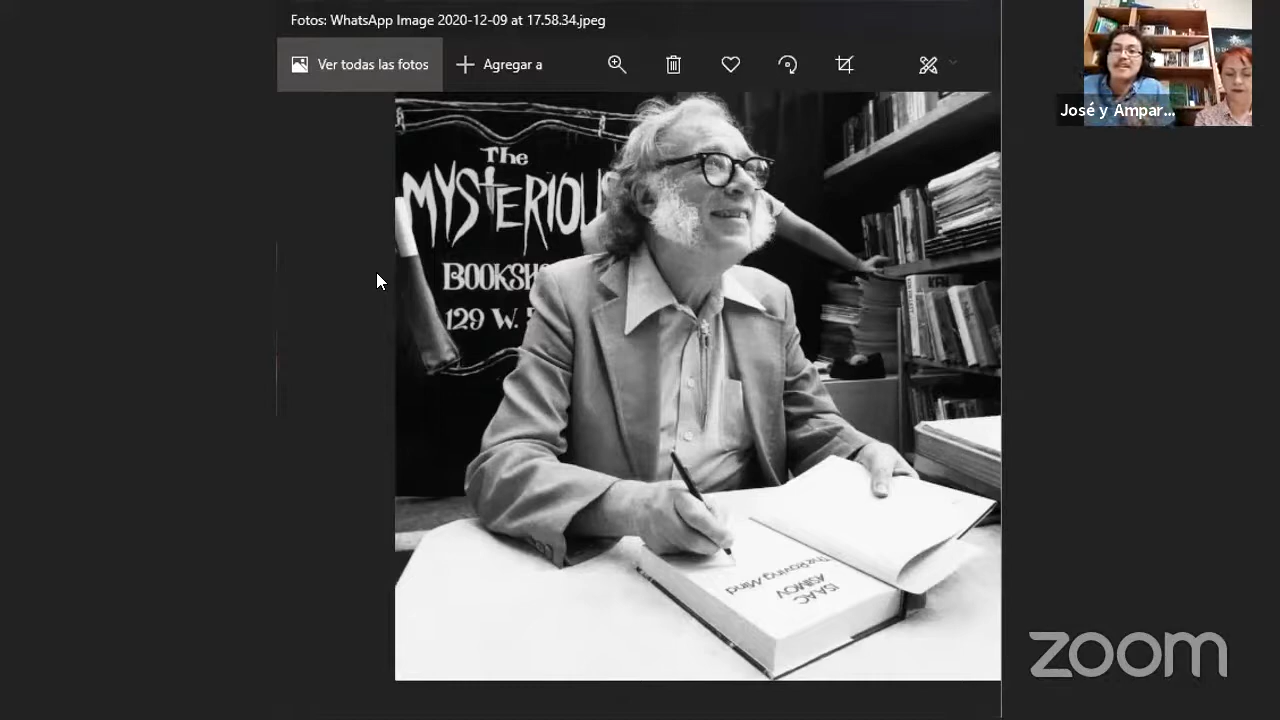 Fotos: WhatsApp Image 2020-12-09 at 17.58.34.jpeg
Ver todas las fotos
Agregar a
José y Ampar...
The
MYSTERIOUS
BOOKSH
129 W.
The Roving Mind
ISAAC
ASIMOV
zoom